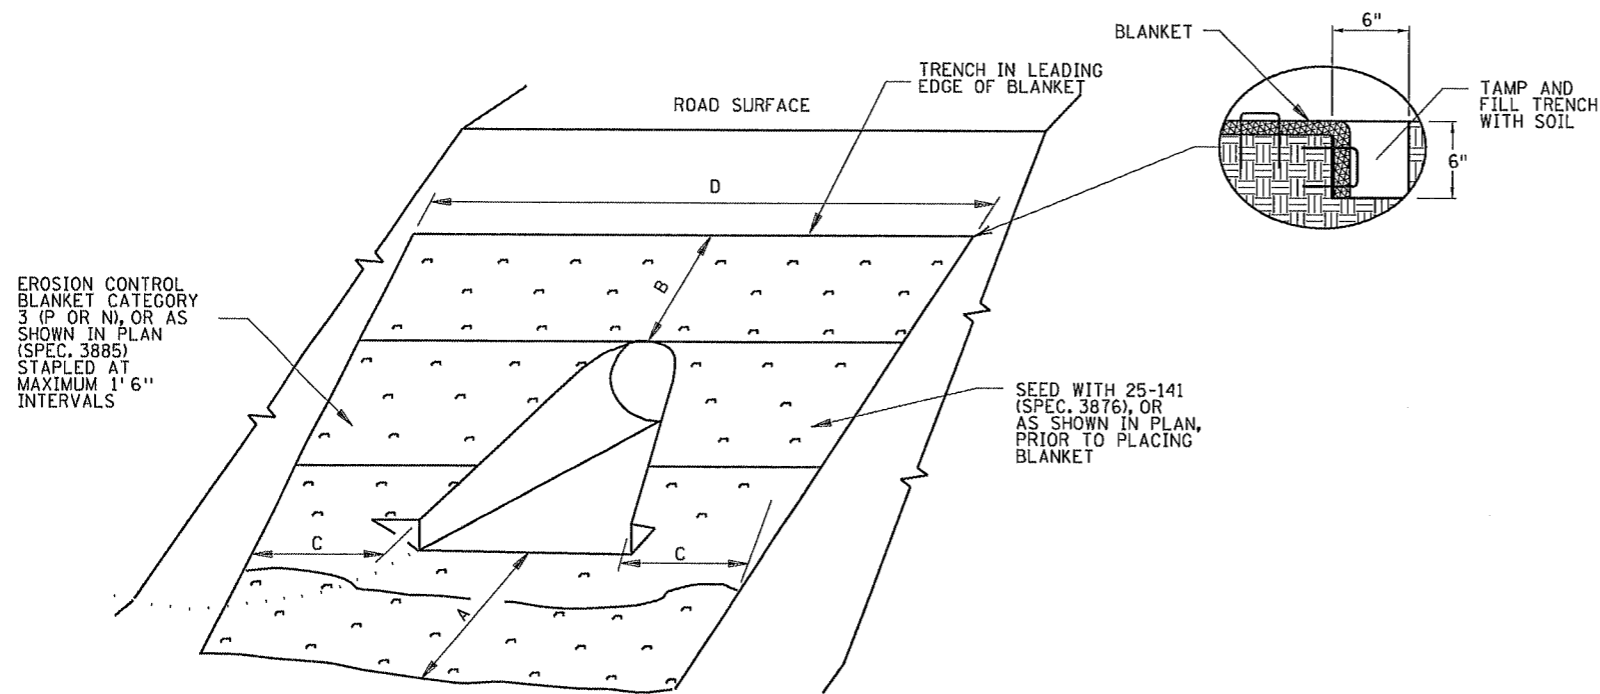 BLANKET
6"
TRENCH IN LEADING
EDGE OF BLANKET
TAMP AND
FILL TRENCH
WITH SOIL
6"
ROAD SURFACE
D
B
EROSION CONTROL
BLANKET CATEGORY
3 (P OR N), OR AS
SHOWN IN PLAN
(SPEC. 3885)
STAPLED AT
MAXIMUM 1' 6"
INTERVALS
SEED WITH 25-141
(SPEC. 3876), OR
AS SHOWN IN PLAN,
PRIOR TO PLACING
BLANKET
C
C
A